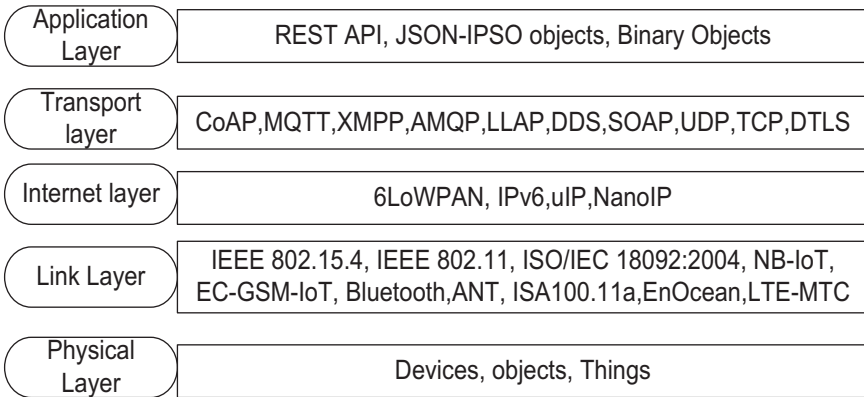 Application
Layer
REST API, JSON-IPSO objects, Binary Objects
Transport
layer
CoAP,MQTT,XMPP,AMQP,LLAP,DDS,SOAP,UDP,TCP,DTLS
Internet layer
6LoWPAN, IPv6,uIP,NanoIP
Link Layer
IEEE 802.15.4, IEEE 802.11, ISO/IEC 18092:2004, NB-IoT,
EC-GSM-IoT, Bluetooth,ANT, ISA100.11a,EnOcean,LTE-MTC
Physical
Layer
Devices, objects, Things